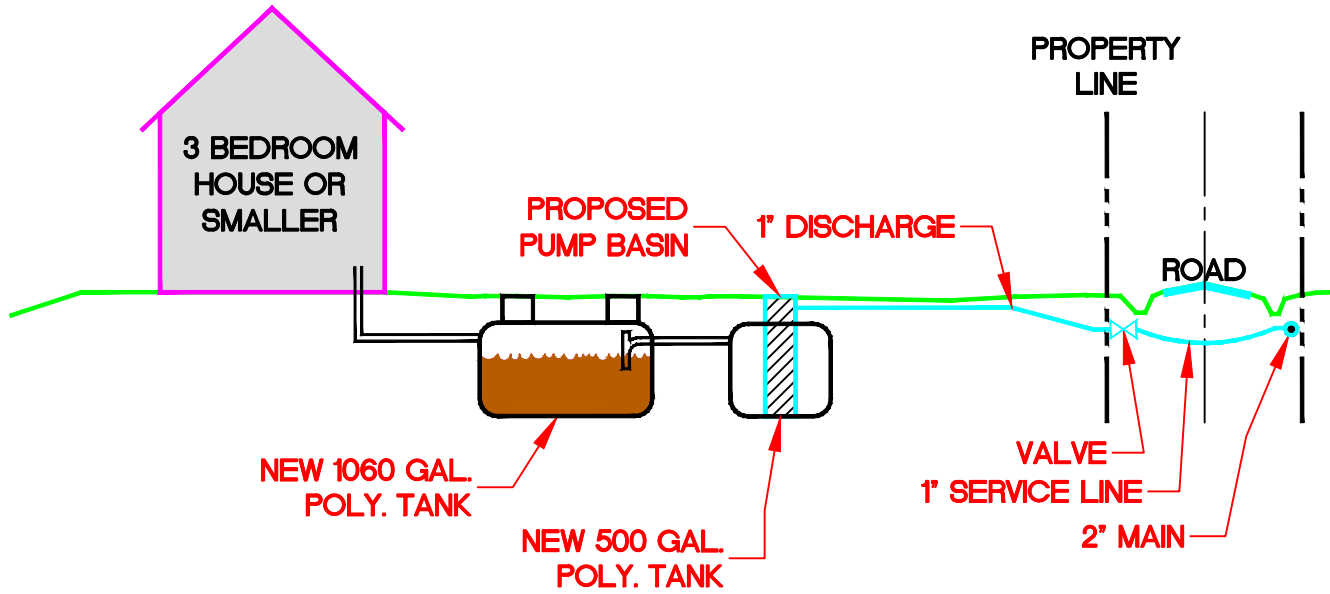 PROPERTY
LINE
3 BEDROOM
HOUSE OR
SMALLER
PROPOSED
PUMP BASIN
1" DISCHARGE
ROAD
NEW 1060 GAL.
POLY. TANK
NEW 500 GAL.
POLY. TANK
VALVE
1" SERVICE LINE
2" MAIN